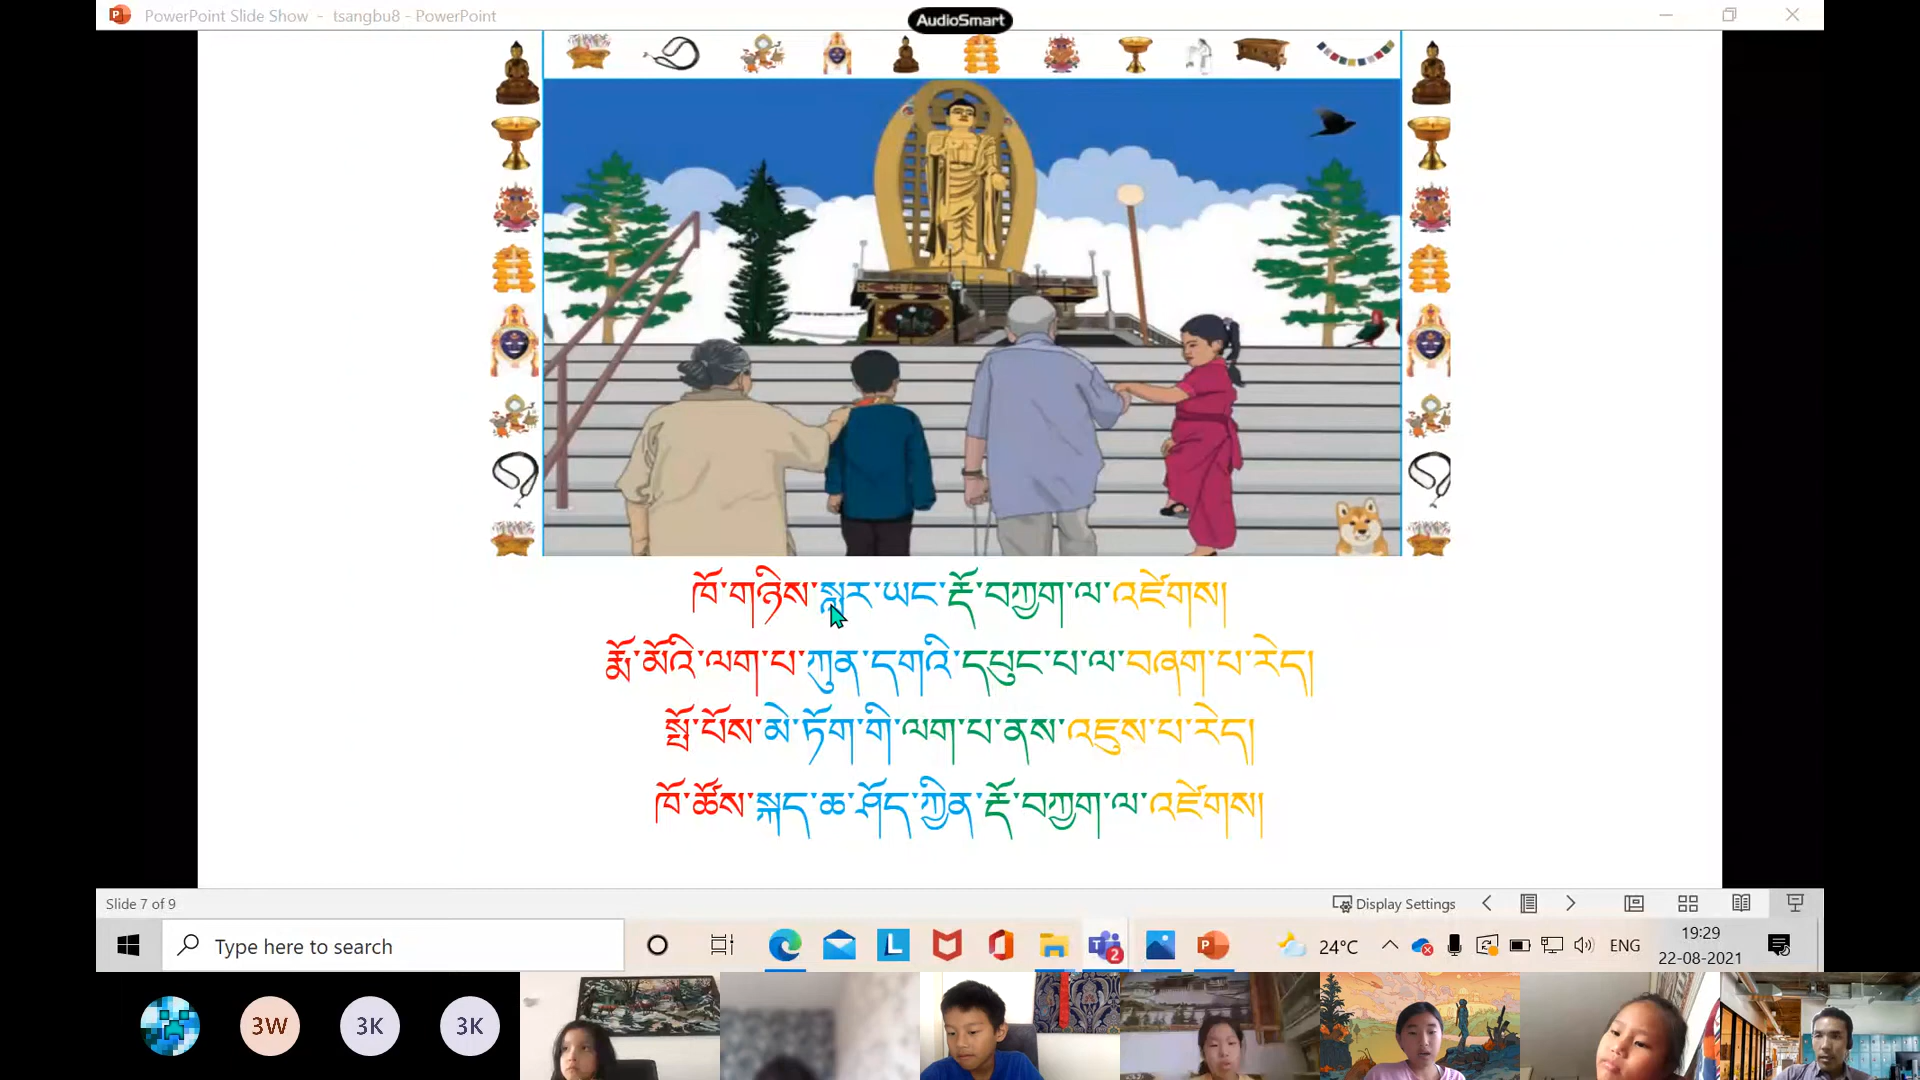 PowerPoint Slide Show - tsangbu8 - PowerPoint
AudioSmart
ཁོ་གཉིས་སླར་ཡང་རྡོ་བཀྱག་ལ་འཛེགས།
རྨོ་མོའི་ལག་པ་ཀུན་དགའི་དཔུང་པ་ལ་བཞག་པ་རེད།
སྤོ་པོས་མེ་ཏོག་གི་ལག་པ་ནས་འཇུས་པ་རེད།
ཁོ་ཚོས་སྐད་ཆ་ཤོད་ཀྱིན་རྡོ་བཀྱག་ལ་འཛེགས།
Slide 7 of 9
Display Settings
Type here to search
L
2
24°C
ENG
19:29
22-08-2021
3W
3K
3K